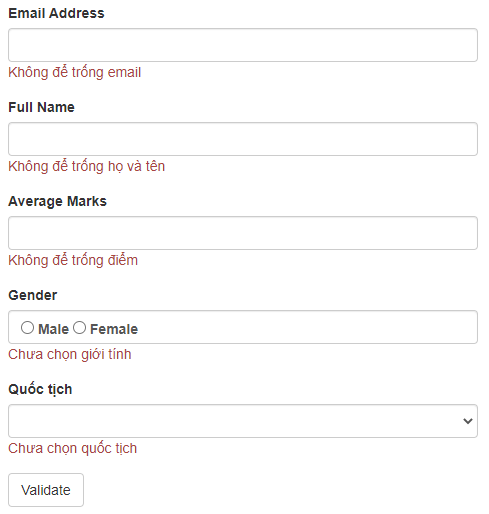 Email Address
Không để trống email
Full Name
Không để trống họ và tên
Average Marks
Không để trống điểm
Gender
Male Female
Chưa chọn giới tính
Quốc tịch
Chưa chọn quốc tịch
Validate